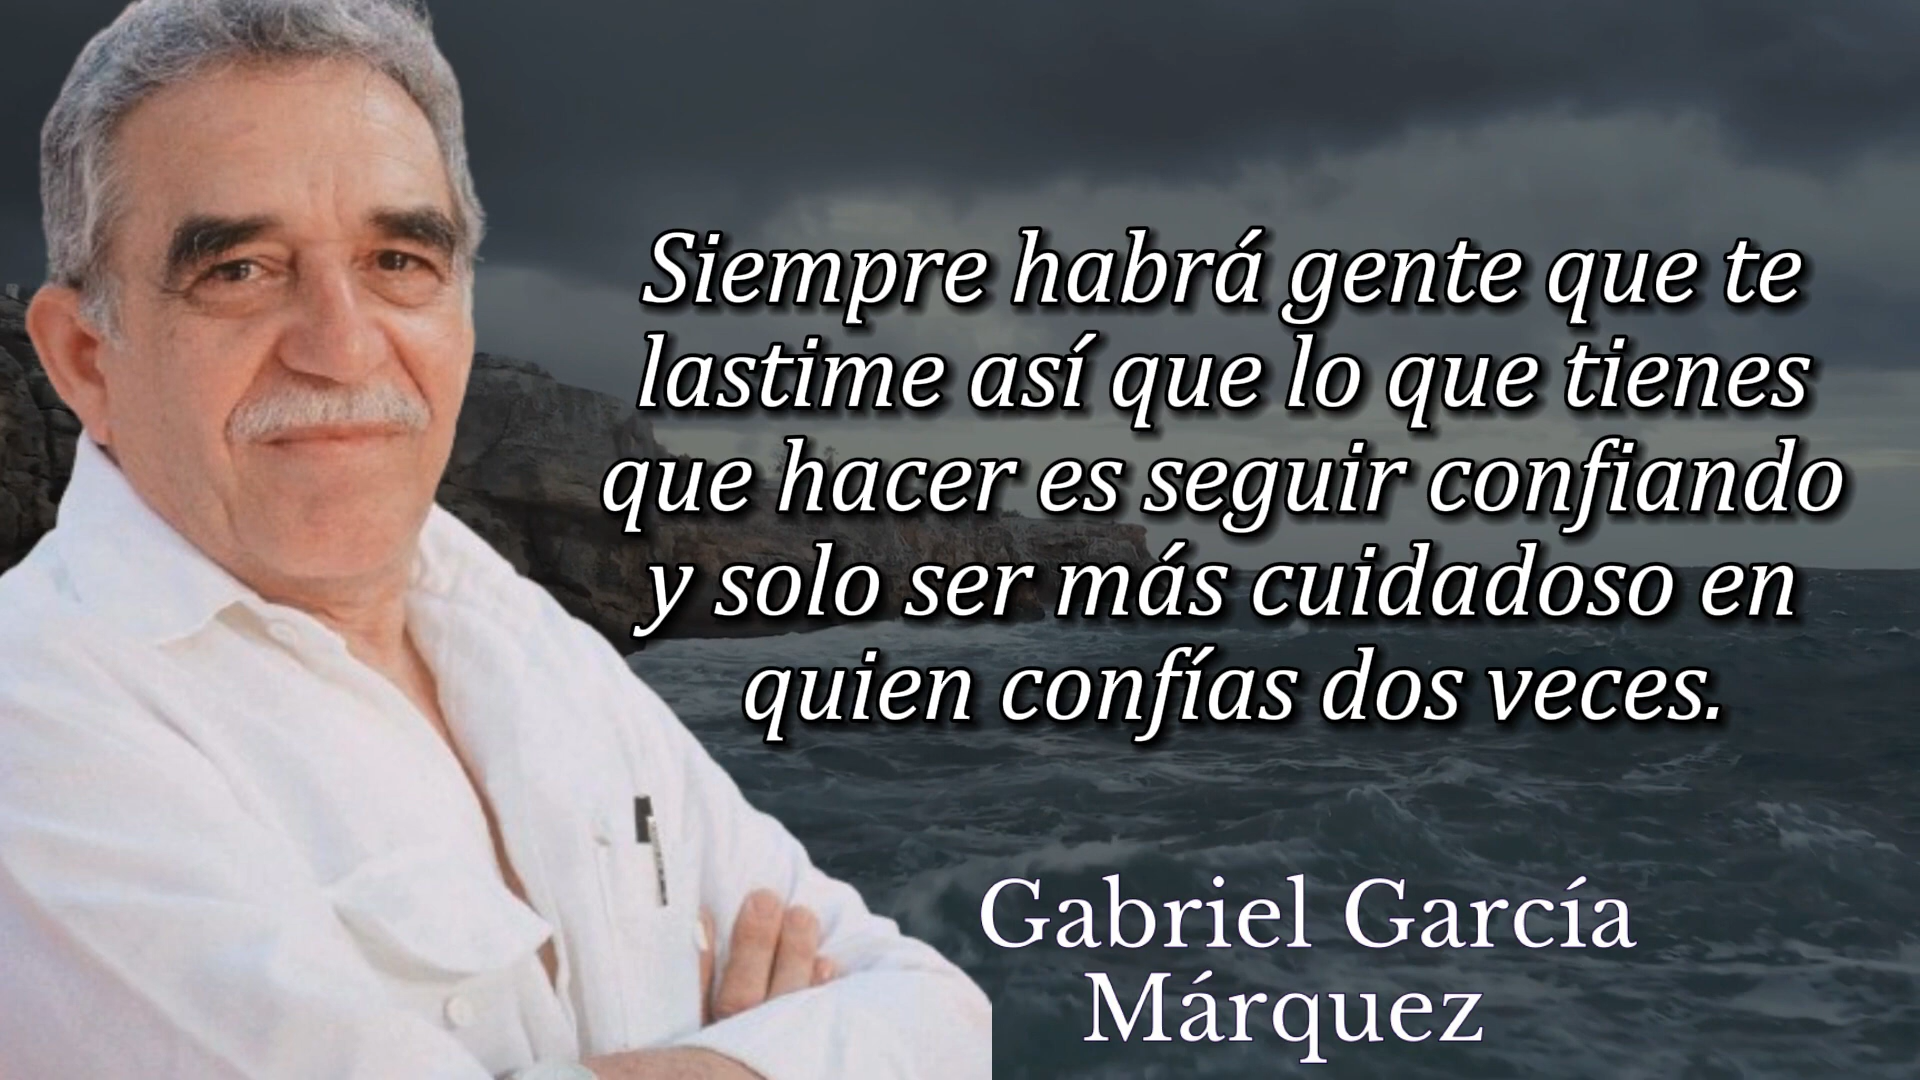 Siempre habrá gente que te
lastime así que lo que tienes
que hacer es seguir confiando
y solo ser más cuidadoso en
quien confías dos veces.
Gabriel García
Márquez